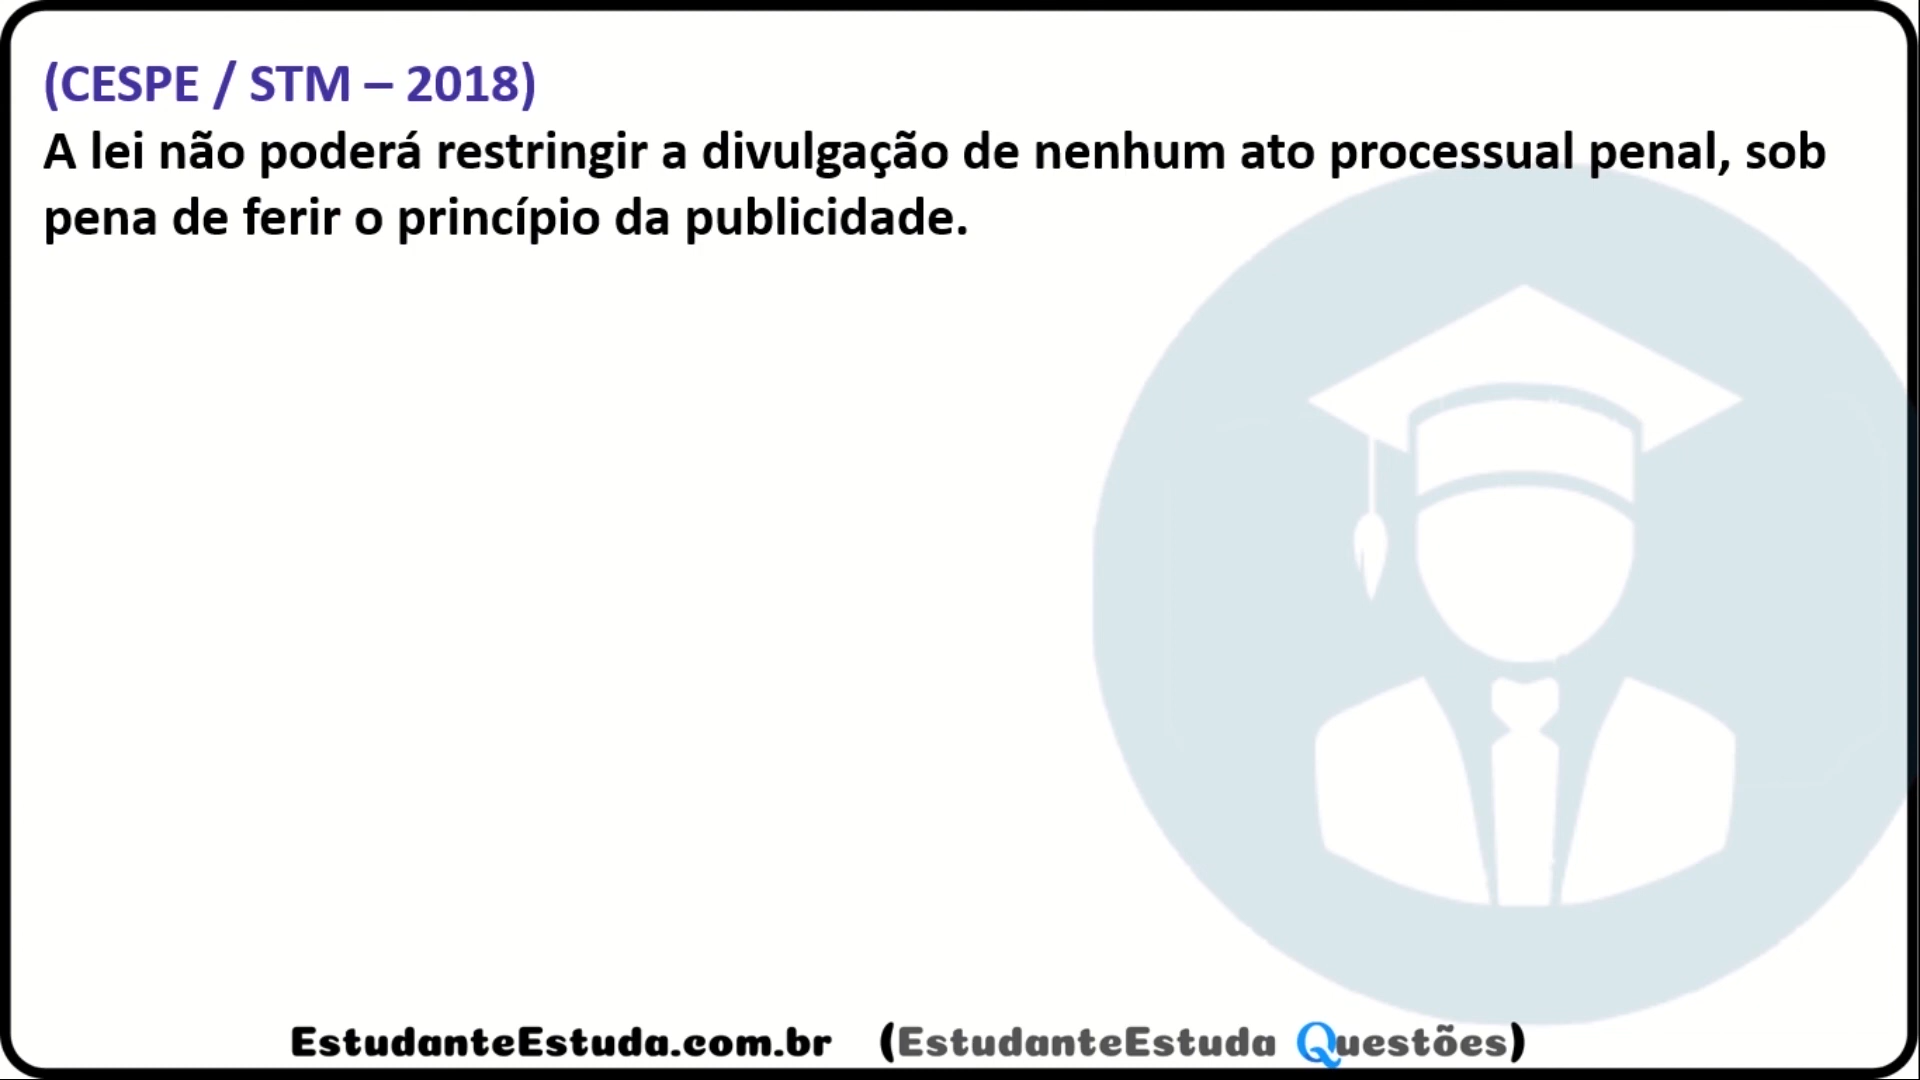 (CESPE / STM – 2018)
A lei não poderá restringir a divulgação de nenhum ato processual penal, sob
pena de ferir o princípio da publicidade.
EstudanteEstuda.com.br (EstudanteEstuda Questões)